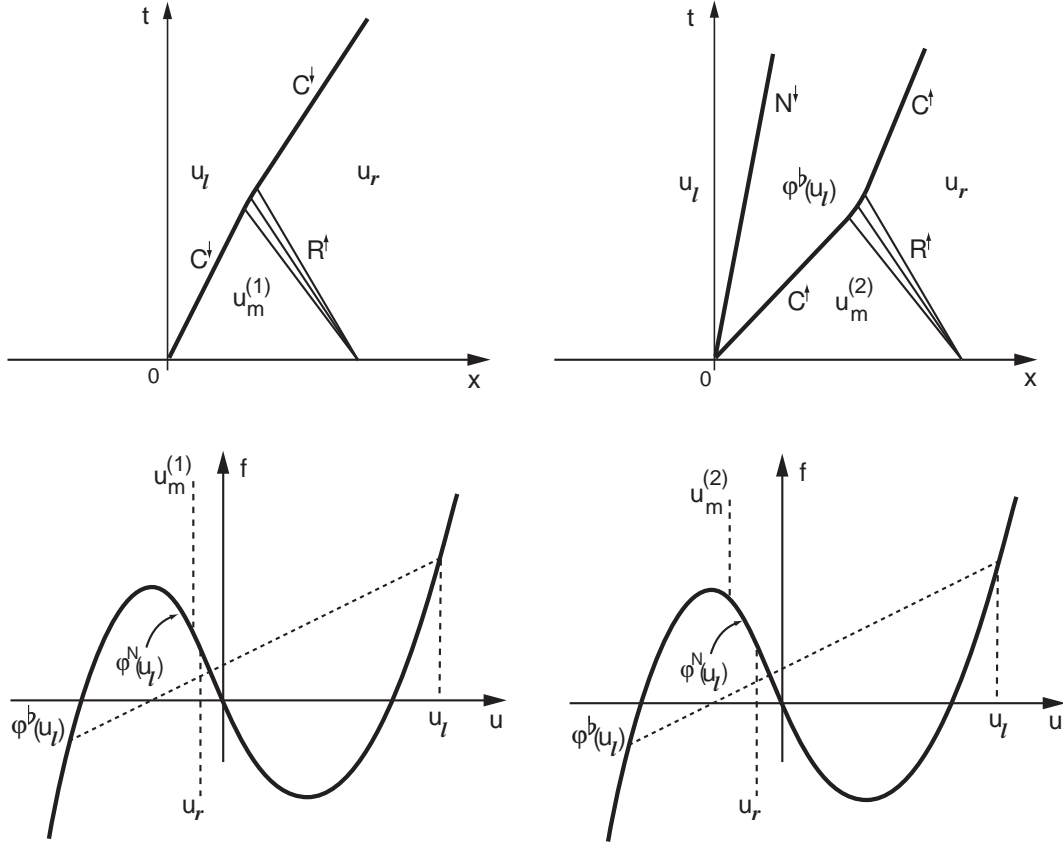 t
C↓
u_l
u_r
C↓
R↑
u_m^(1)
0
x
t
N↓
C↑
u_l
φ^♭(u_l)
u_r
R↑
C↑
u_m^(2)
0
x
u_m^(1)
f
φ^N(u_l)
φ^♭(u_l)
u_l
u
u_r
u_m^(2)
f
φ^N(u_l)
φ^♭(u_l)
u_l
u
u_r